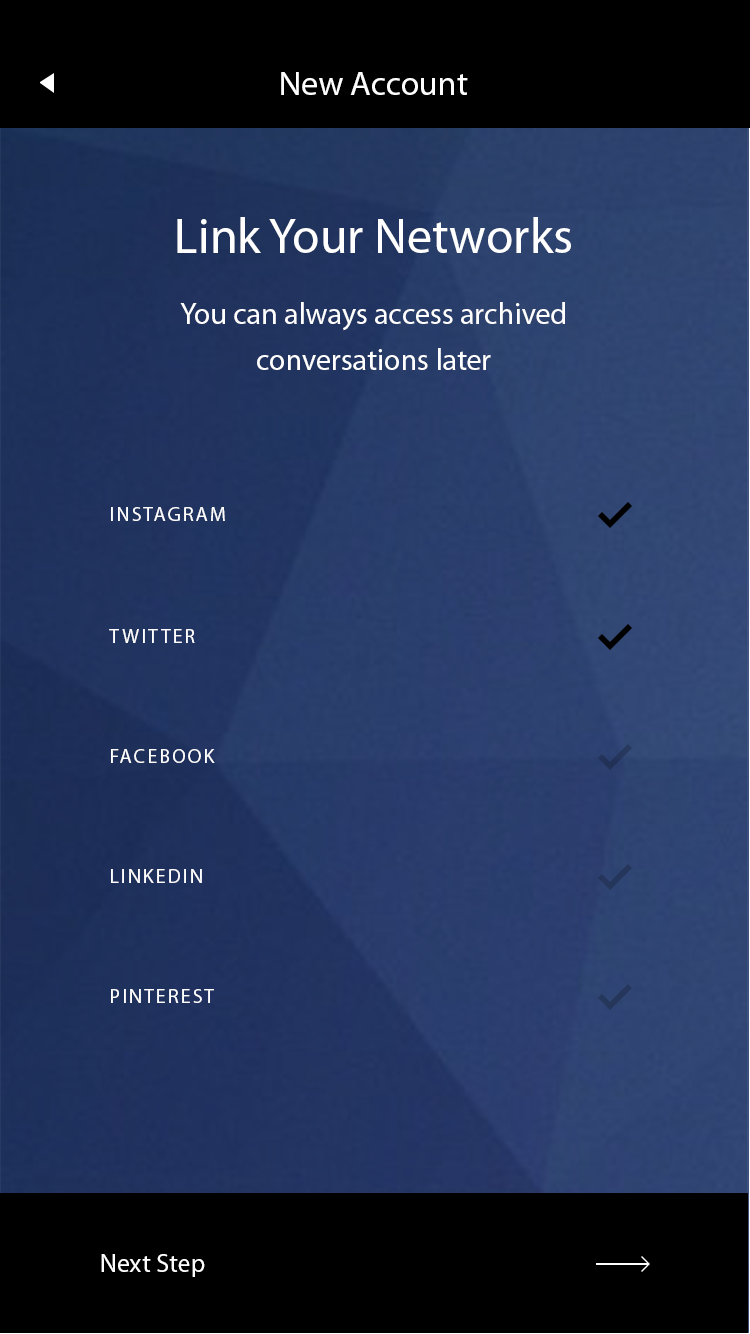 New Account
Link Your Networks
You can always access archived
conversations later
INSTAGRAM
TWITTER
FACEBOOK
LINKEDIN
PINTEREST
Next Step